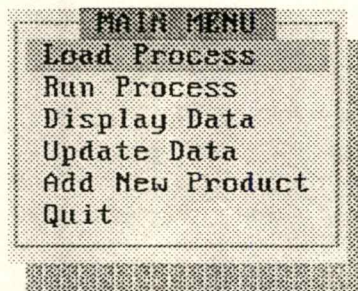 MAIN MENU
Load Process
Run Process
Display Data
Update Data
Add New Product
Quit